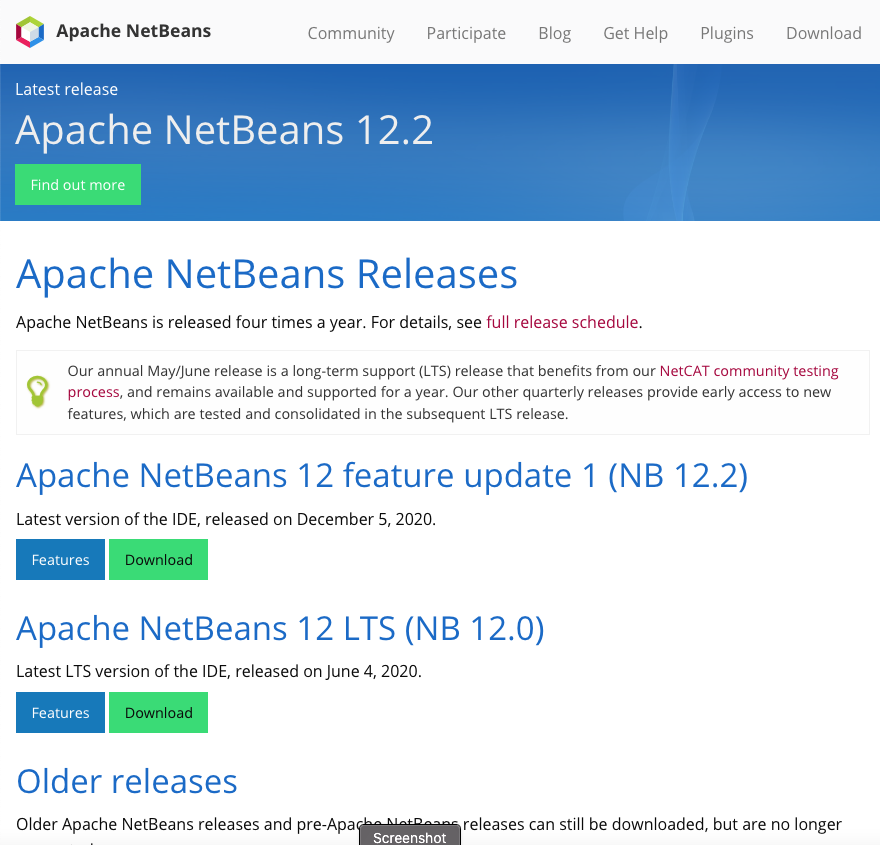 Apache NetBeans
Community Participate Blog Get Help Plugins Download
Latest release
Apache NetBeans 12.2
Find out more
Apache NetBeans Releases
Apache NetBeans is released four times a year. For details, see full release schedule.
Our annual May/June release is a long-term support (LTS) release that benefits from our NetCAT community testing
process, and remains available and supported for a year. Our other quarterly releases provide early access to new
features, which are tested and consolidated in the subsequent LTS release.
Apache NetBeans 12 feature update 1 (NB 12.2)
Latest version of the IDE, released on December 5, 2020.
Features Download
Apache NetBeans 12 LTS (NB 12.0)
Latest LTS version of the IDE, released on June 4, 2020.
Features Download
Older releases
Older Apache NetBeans releases and pre-Apache NetBeans releases can still be downloaded, but are no longer
Screenshot